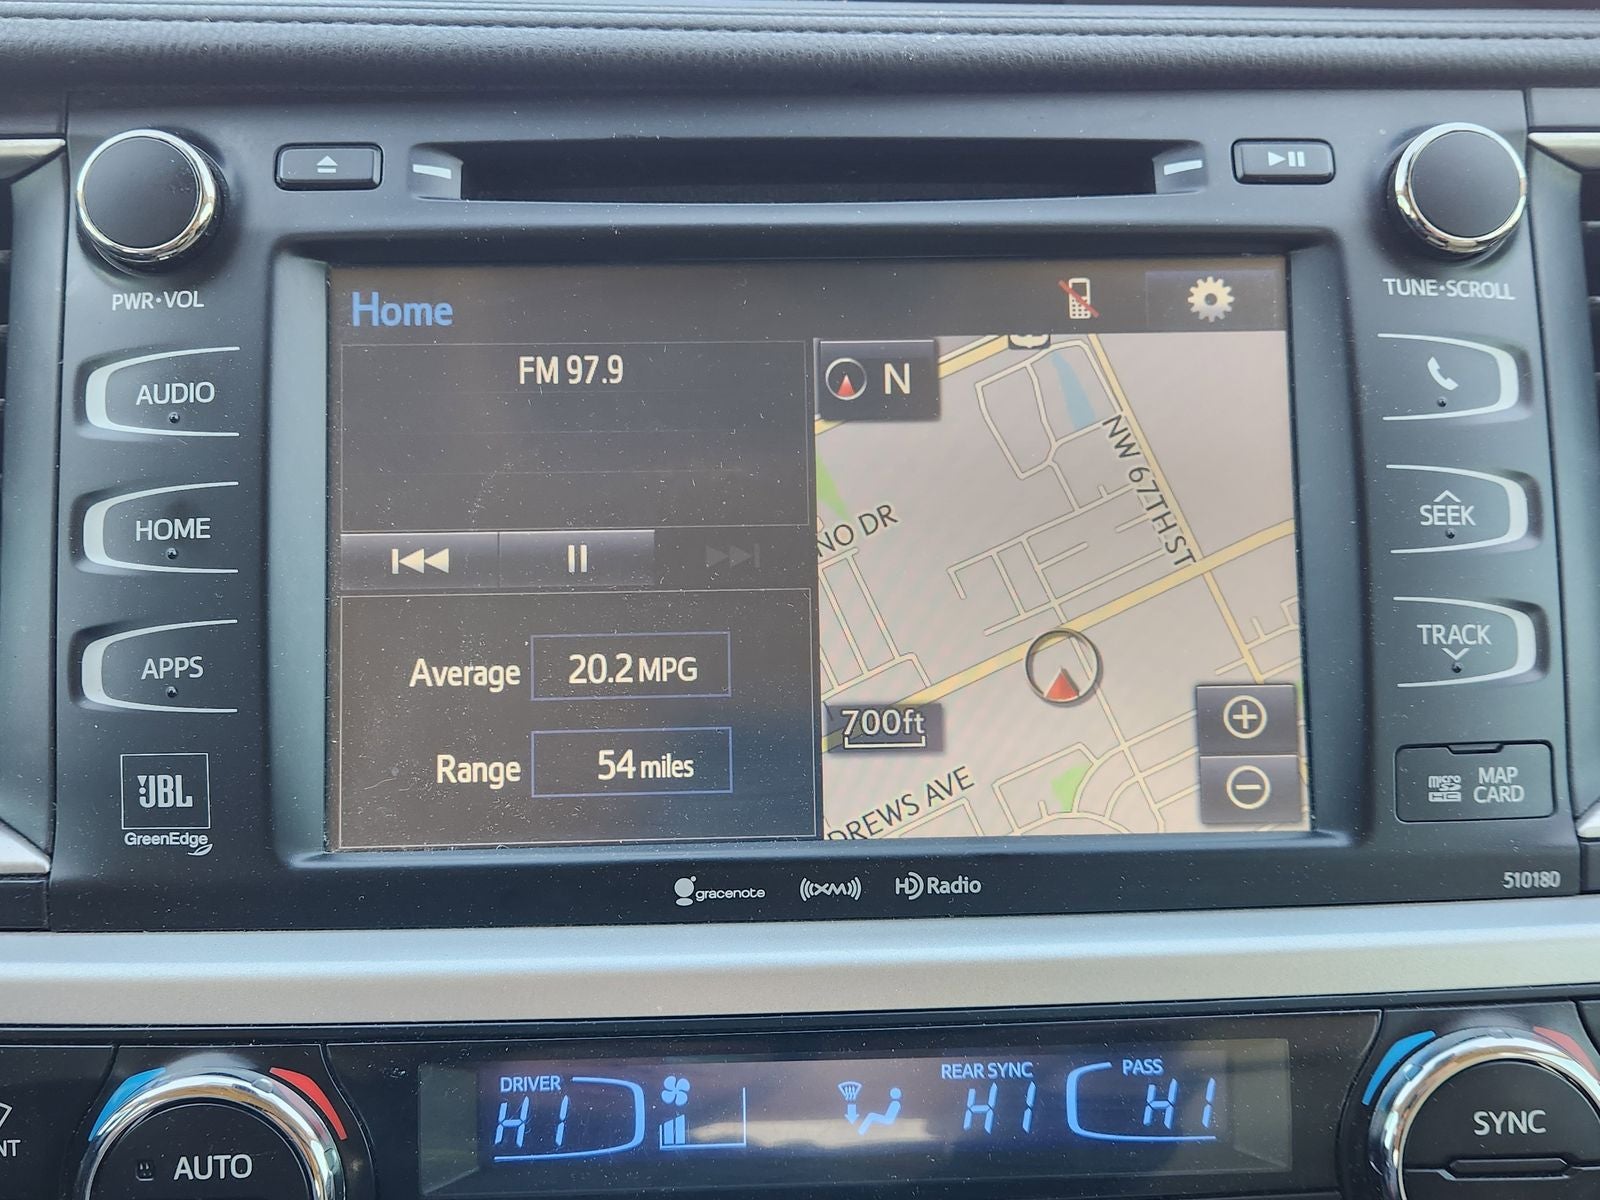 PWR•VOL
TUNE•SCROLL
AUDIO
HOME
APPS
JBL
GreenEdge
SEEK
TRACK
micro
HC
MAP
CARD
510180
Home
FM 97.9
Average 20.2 MPG
Range 54 miles
N
NW 67TH ST
NO DR
700ft
DREWS AVE
gracenote
((XM))
HD Radio
DRIVER
HI
REAR SYNC
HI
PASS
HI
NT
AUTO
SYNC